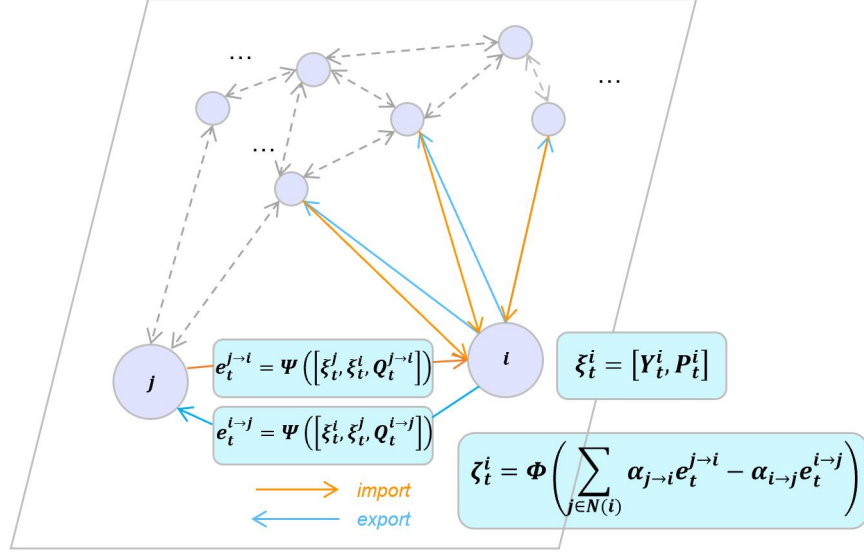 ...
...
...
j
e_t^{j→i} = Ψ([ξ_t^j, ξ_t^i, Q_t^{j→i}])
i
ξ_t^i = [Y_t^i, P_t^i]
e_t^{i→j} = Ψ([ξ_t^i, ξ_t^j, Q_t^{i→j}])
ζ_t^i = Φ(∑_{j∈N(i)} α_{j→i} e_t^{j→i} − α_{i→j} e_t^{i→j})
import
export